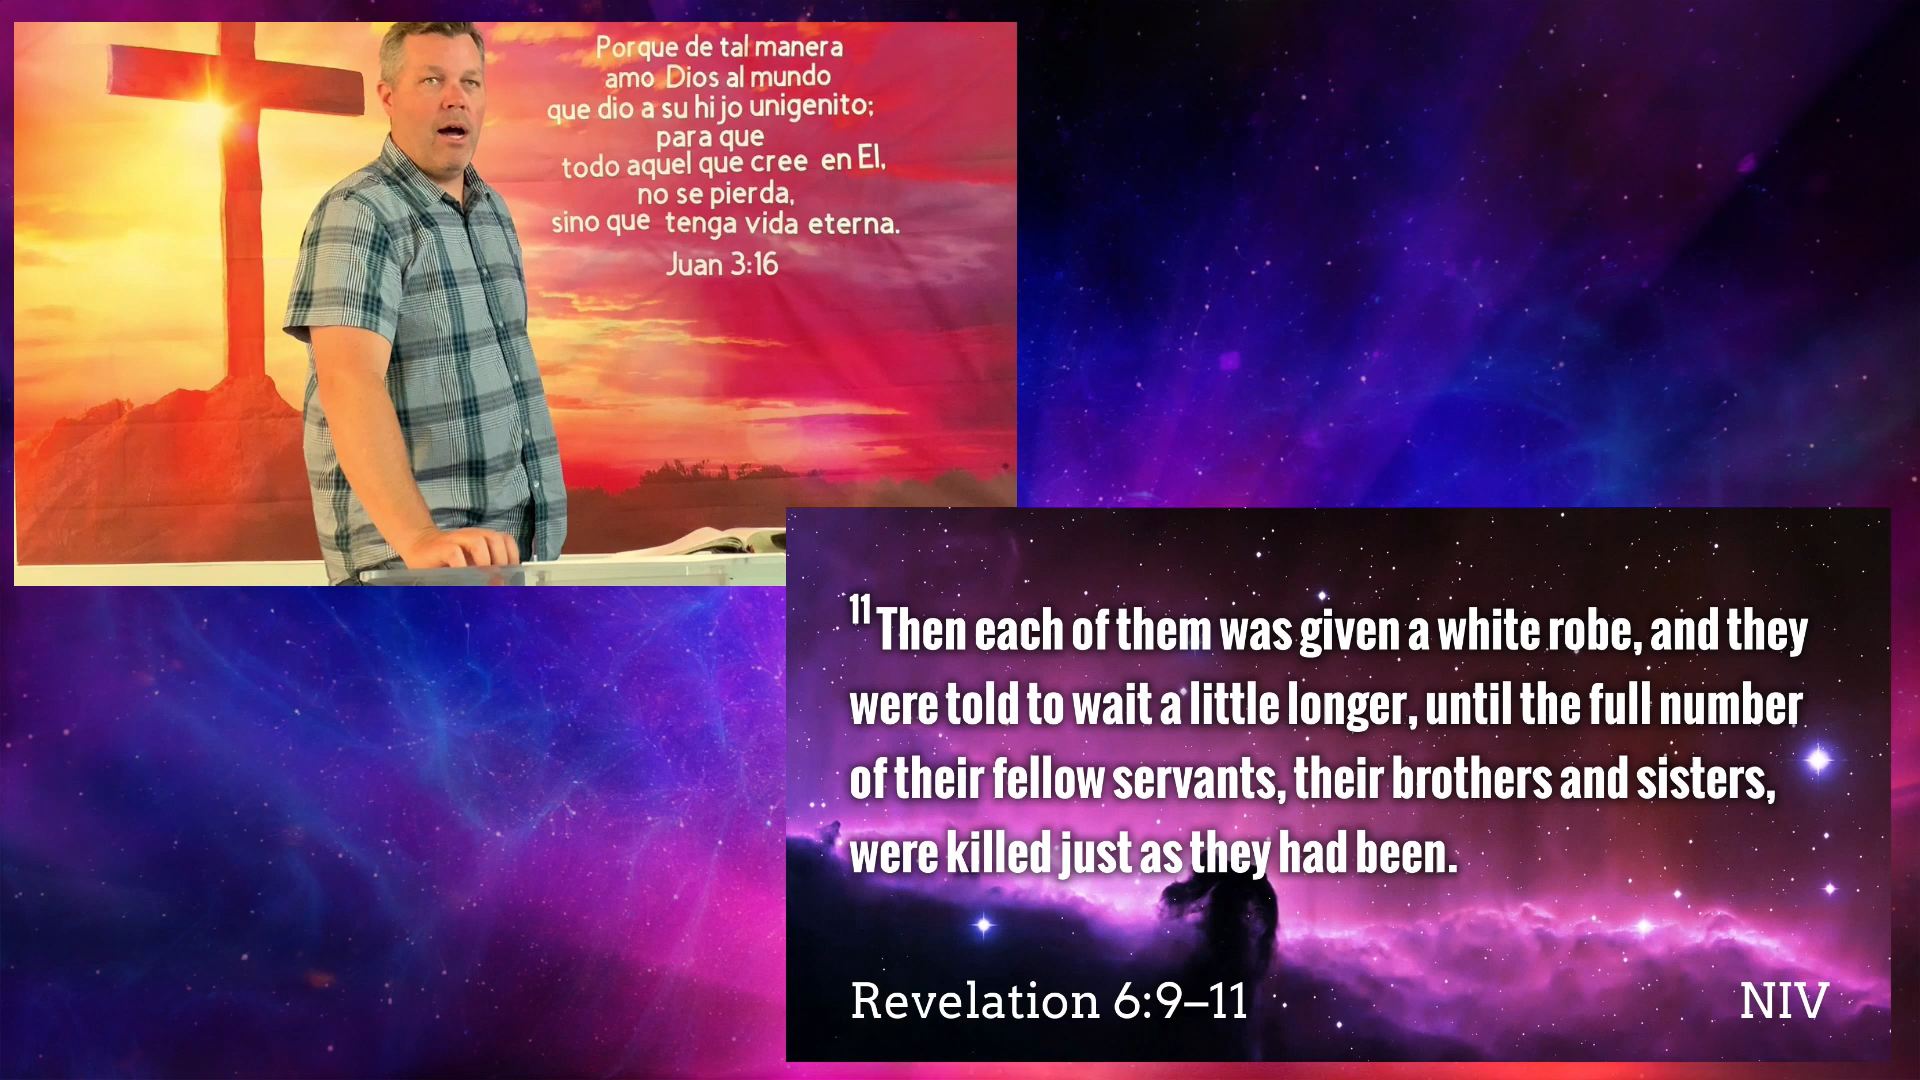 Porque de tal manera
amo Dios al mundo
que dio a su hijo unigenito;
para que
todo aquel que cree en El,
no se pierda,
sino que tenga vida eterna.
Juan 3:16
11 Then each of them was given a white robe, and they
were told to wait a little longer, until the full number
of their fellow servants, their brothers and sisters,
were killed just as they had been.
Revelation 6:9–11 NIV